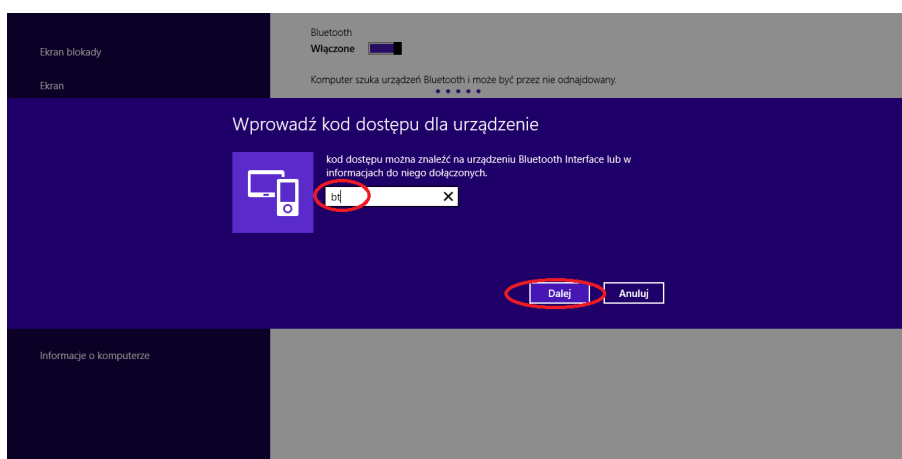 Bluetooth
Ekran blokady
Włączone
Ekran
Komputer szuka urządzeń Bluetooth i może być przez nie odnajdowany.
Wprowadź kod dostępu dla urządzenie
kod dostępu można znaleźć na urządzeniu Bluetooth Interface lub w
informacjach do niego dołączonych.
bt
Dalej
Anuluj
Informacje o komputerze